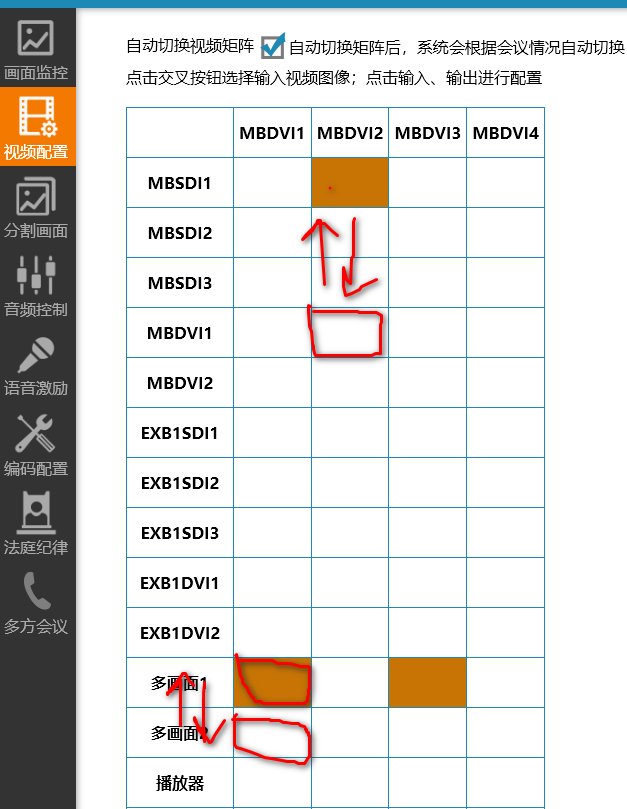 画面监控
视频配置
分割画面
音频控制
语音激励
编码配置
法庭纪律
多方会议
自动切换视频矩阵 自动切换矩阵后，系统会根据会议情况自动切换
点击交叉按钮选择输入视频图像；点击输入、输出进行配置
MBDVI1 MBDVI2 MBDVI3 MBDVI4
MBSDI1
MBSDI2
MBSDI3
MBDVI1
MBDVI2
EXB1SDI1
EXB1SDI2
EXB1SDI3
EXB1DVI1
EXB1DVI2
多画面1
多画面2
播放器